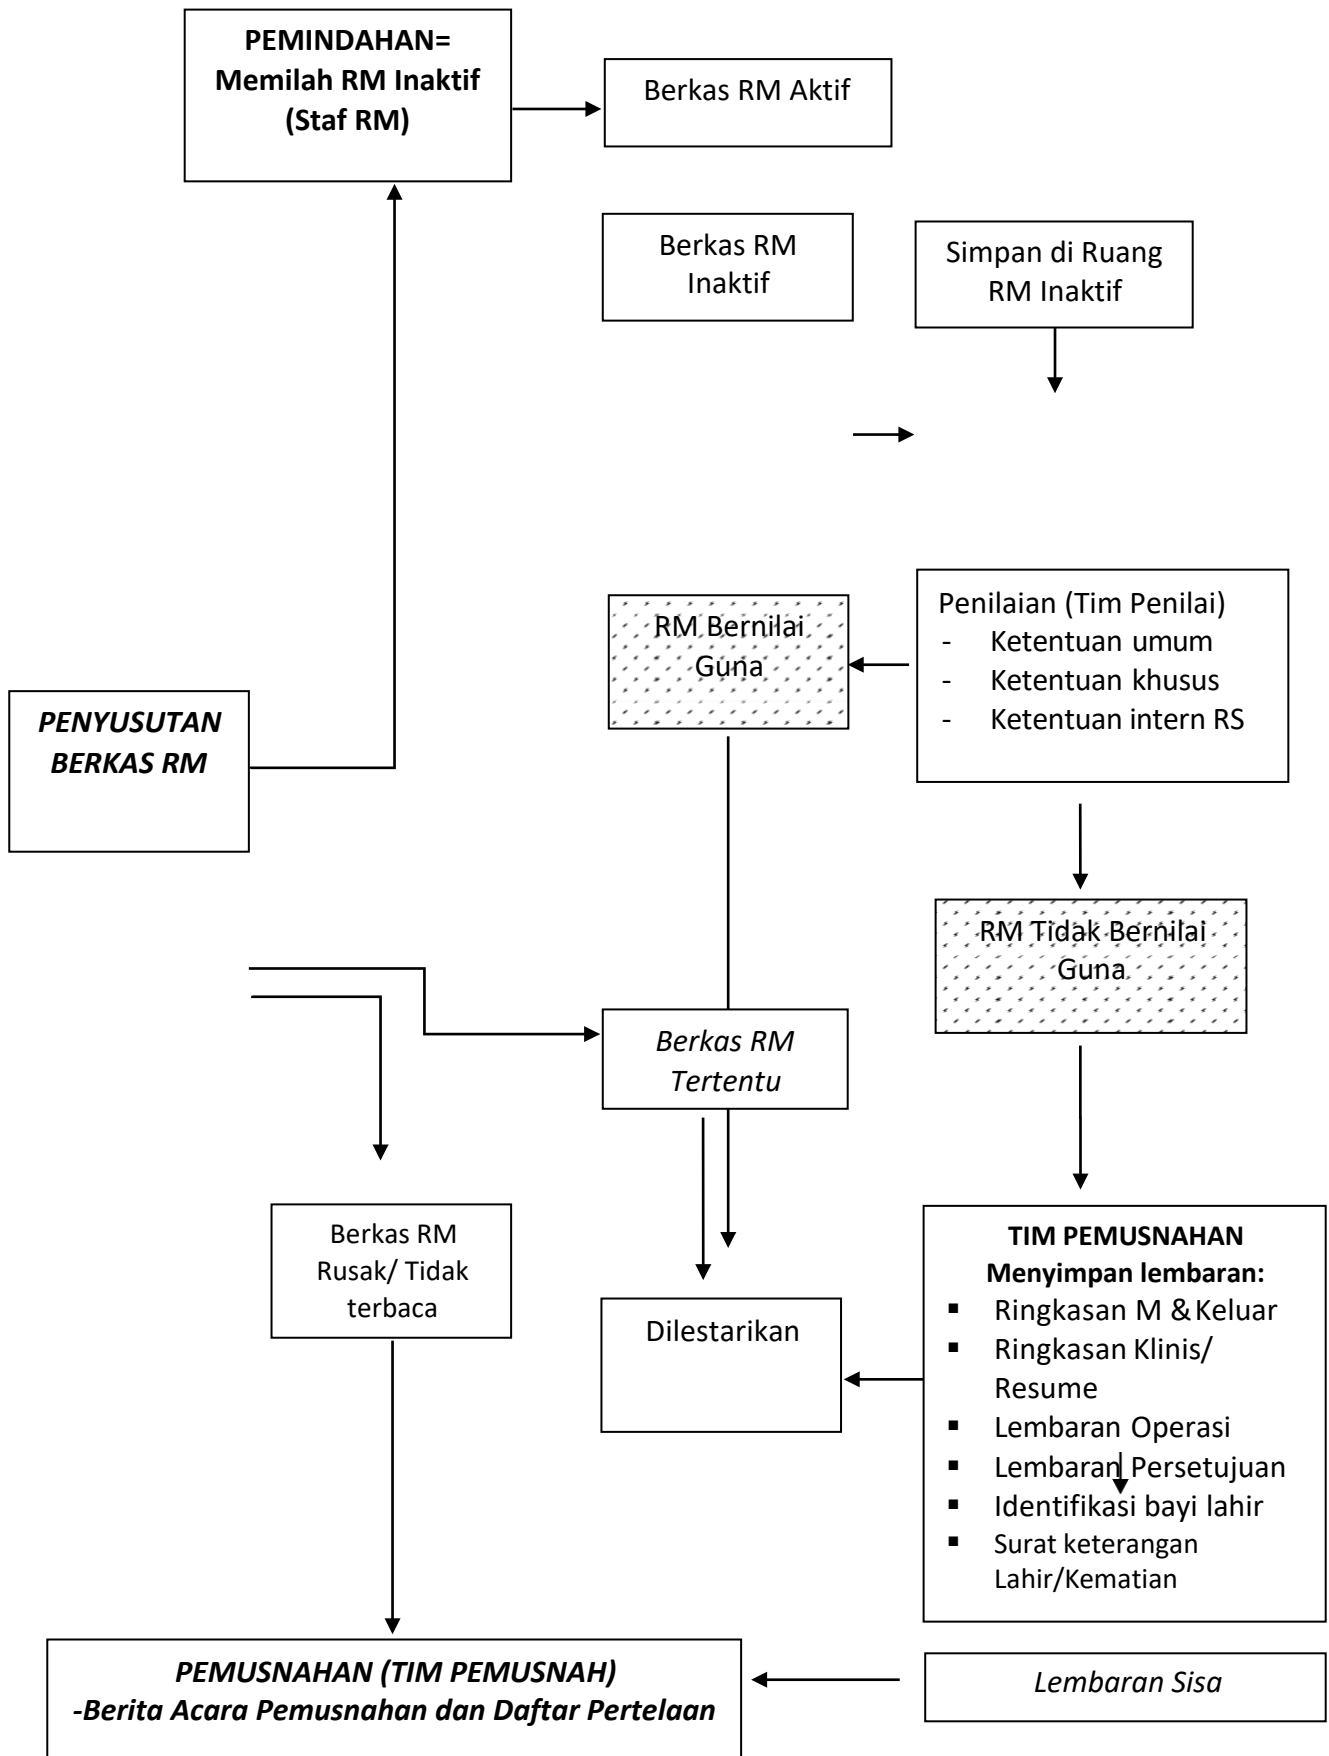 PEMINDAHAN=
Memilah RM Inaktif
(Staf RM)
Berkas RM Aktif
Berkas RM
Inaktif
Simpan di Ruang
RM Inaktif
RM Bernilai
Guna
Penilaian (Tim Penilai)
- Ketentuan umum
- Ketentuan khusus
- Ketentuan intern RS
PENYUSUTAN
BERKAS RM
RM Tidak Bernilai
Guna
Berkas RM
Tertentu
Berkas RM
Rusak/ Tidak
terbaca
Dilestarikan
TIM PEMUSNAHAN
Menyimpan lembaran:
▪ Ringkasan M & Keluar
▪ Ringkasan Klinis/
Resume
▪ Lembaran Operasi
▪ Lembaran Persetujuan
▪ Identifikasi bayi lahir
▪ Surat keterangan
Lahir/Kematian
PEMUSNAHAN (TIM PEMUSNAH)
-Berita Acara Pemusnahan dan Daftar Pertelaan
Lembaran Sisa